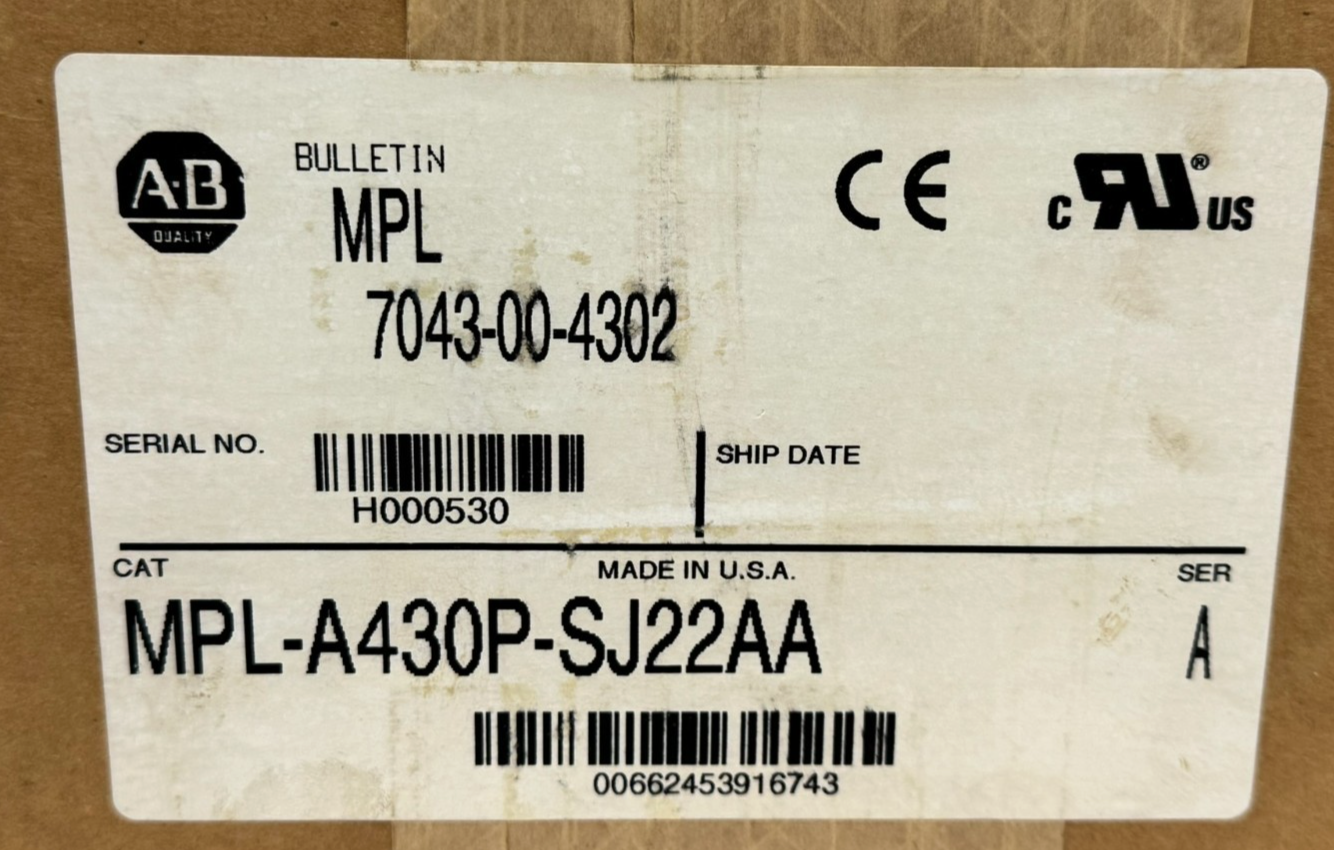 A-B
QUALITY
BULLETIN
MPL
7043-00-4302
CE
c RU® US
SERIAL NO.
H000530
SHIP DATE
CAT
MADE IN U.S.A.
SER
MPL-A430P-SJ22AA
A
00662453916743